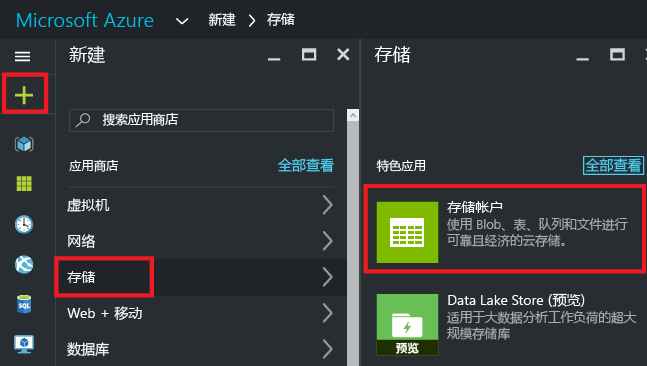 Microsoft Azure 新建 存储
新建
存储
搜索应用商店
应用商店 全部查看
特色应用 全部查看
虚拟机
网络
存储
Web + 移动
数据库
存储帐户
使用 Blob、表、队列和文件进行
可靠且经济的云存储。
Data Lake Store (预览)
适用于大数据分析工作负荷的超大
规模存储库
预览
SQL